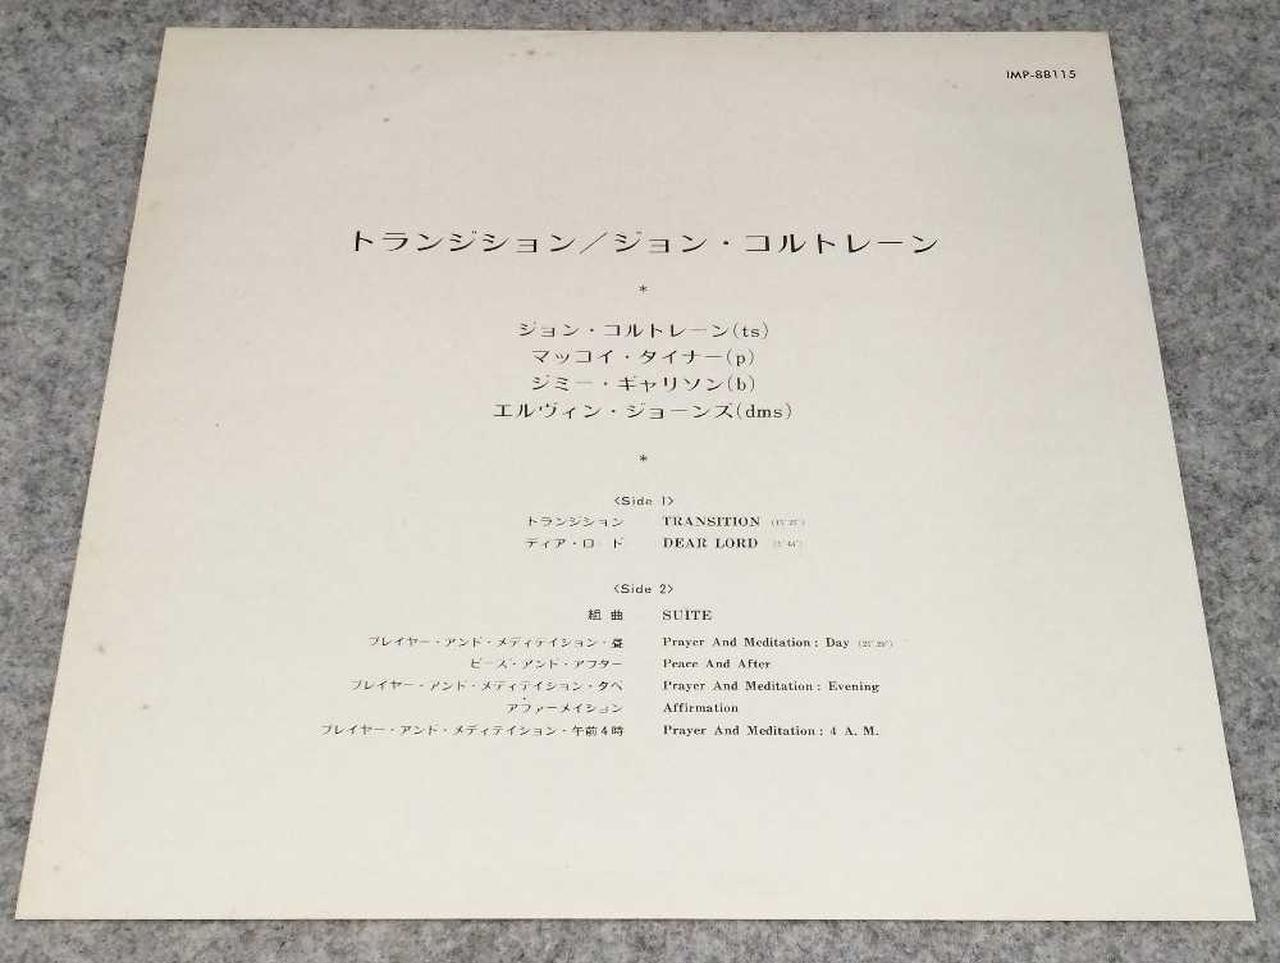 IMP-88115
トランジション／ジョン・コルトレーン
*
ジョン・コルトレーン(ts)
マッコイ・タイナー(p)
ジミー・ギャリソン(b)
エルヴィン・ジョーンズ(dms)
*
〈Side 1〉
トランジション TRANSITION
ディア・ロード DEAR LORD
〈Side 2〉
組曲 SUITE
プレイヤー・アンド・メディテイション・昼 Prayer And Meditation : Day
ピース・アンド・アフター Peace And After
プレイヤー・アンド・メディテイション・夕べ Prayer And Meditation : Evening
アファーメイション Affirmation
プレイヤー・アンド・メディテイション・午前4時 Prayer And Meditation : 4 A. M.